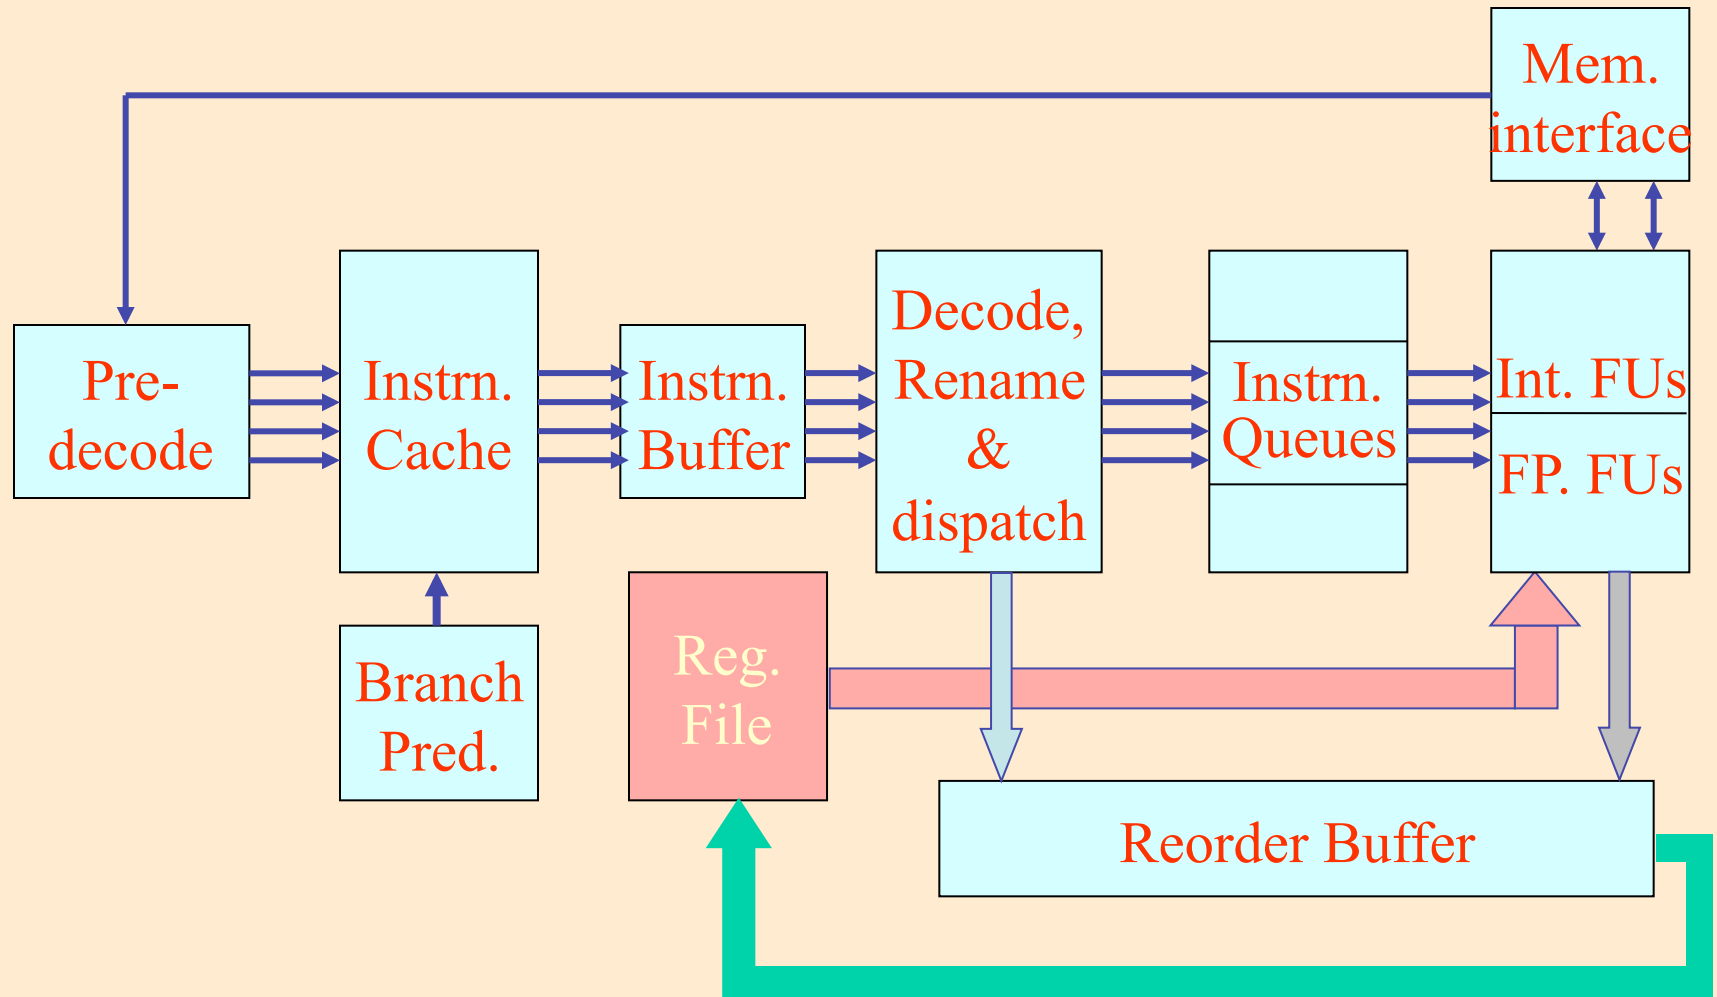 Mem.
interface
Pre-
decode
Instrn.
Cache
Instrn.
Buffer
Decode,
Rename
&
dispatch
Instrn.
Queues
Int. FUs
FP. FUs
Branch
Pred.
Reg.
File
Reorder Buffer